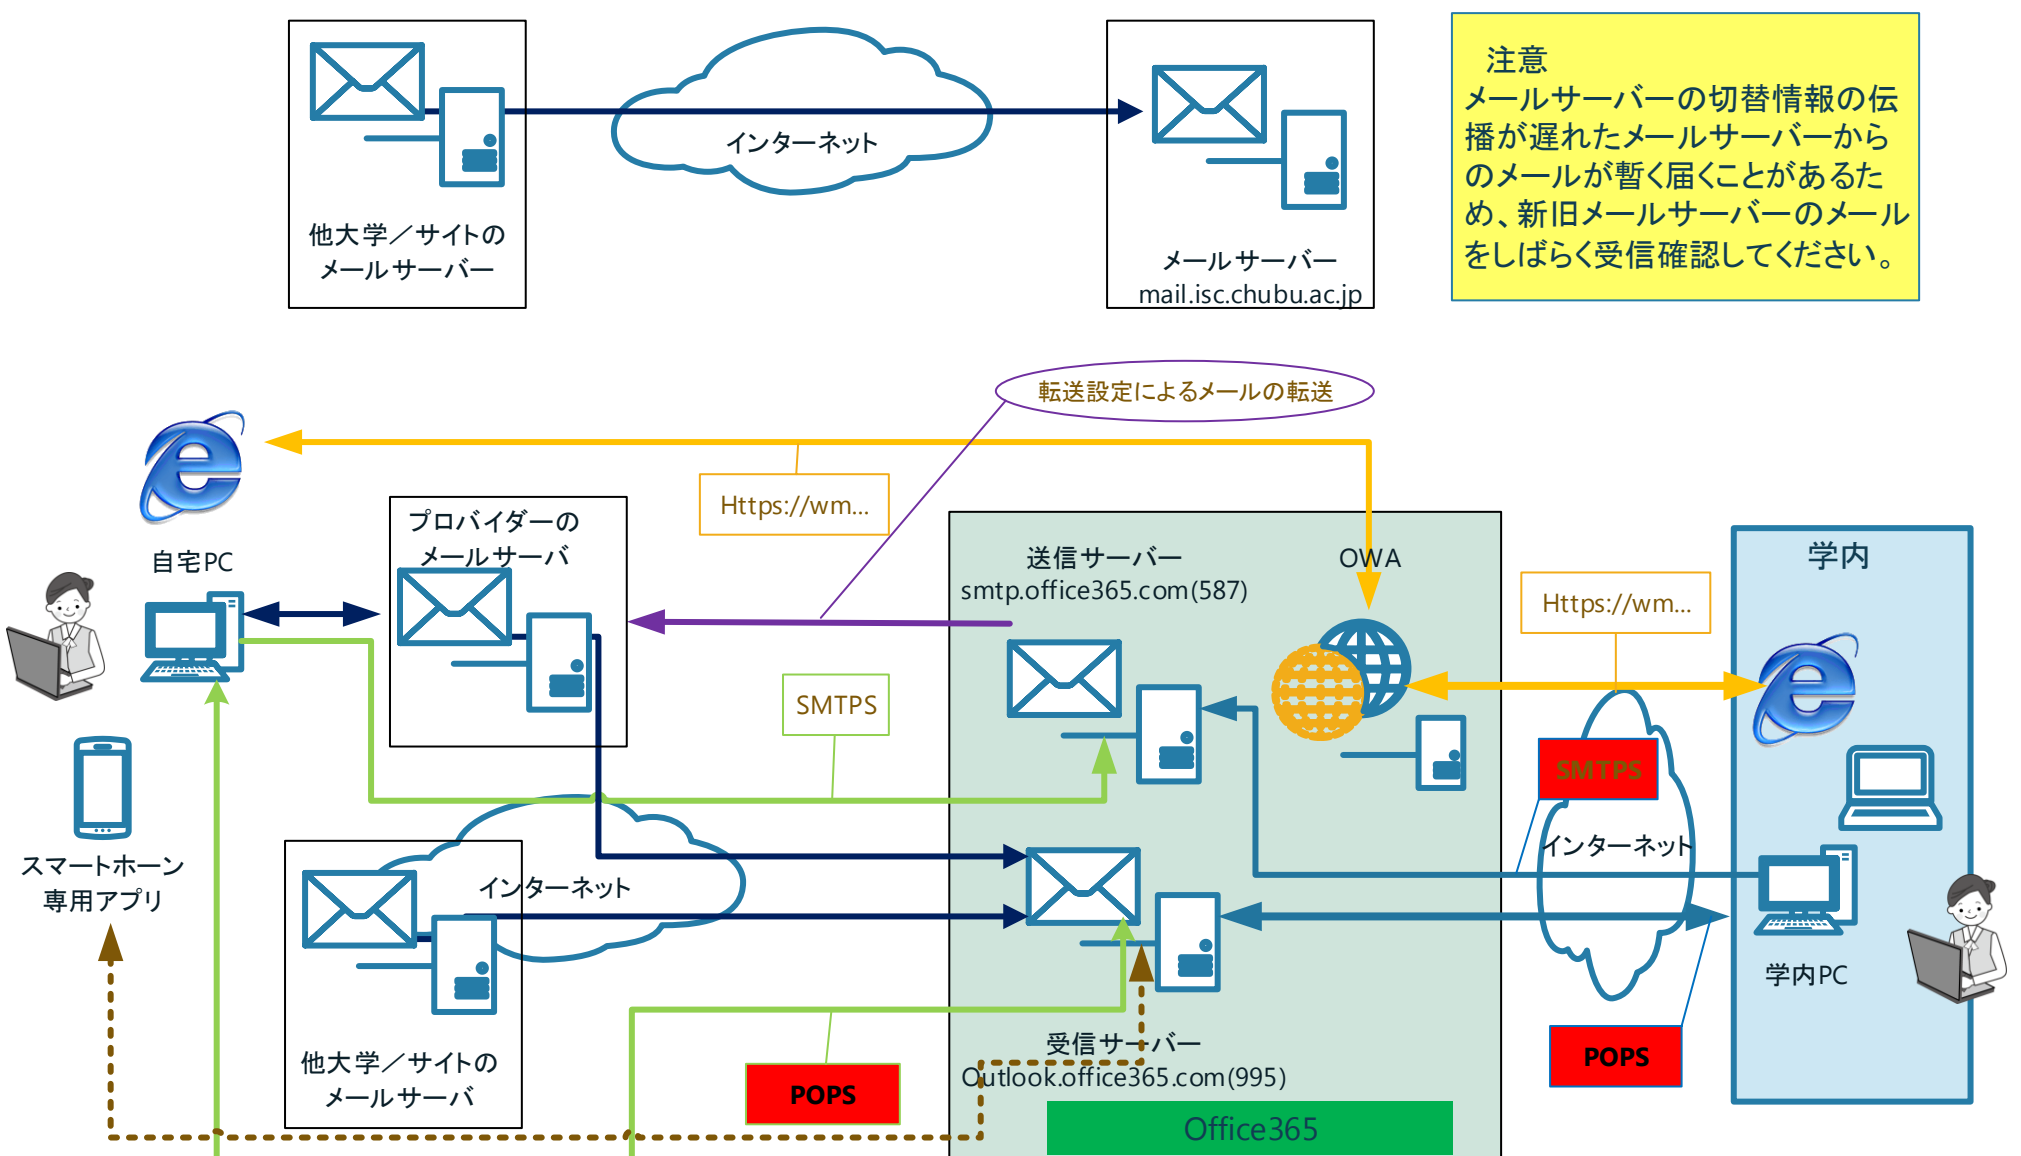 他大学／サイトの
メールサーバー
インターネット
メールサーバー
mail.isc.chubu.ac.jp
注意
メールサーバーの切替情報の伝
播が遅れたメールサーバーから
のメールが暫く届くことがあるた
め、新旧メールサーバーのメール
をしばらく受信確認してください。
転送設定によるメールの転送
Https://wm...
自宅PC
プロバイダーの
メールサーバ
送信サーバー
smtp.office365.com(587)
OWA
Https://wm...
学内
SMTPS
SMTPS
スマートホーン
専用アプリ
インターネット
インターネット
学内PC
他大学／サイトの
メールサーバ
POPS
受信サーバー
Outlook.office365.com(995)
POPS
Office365